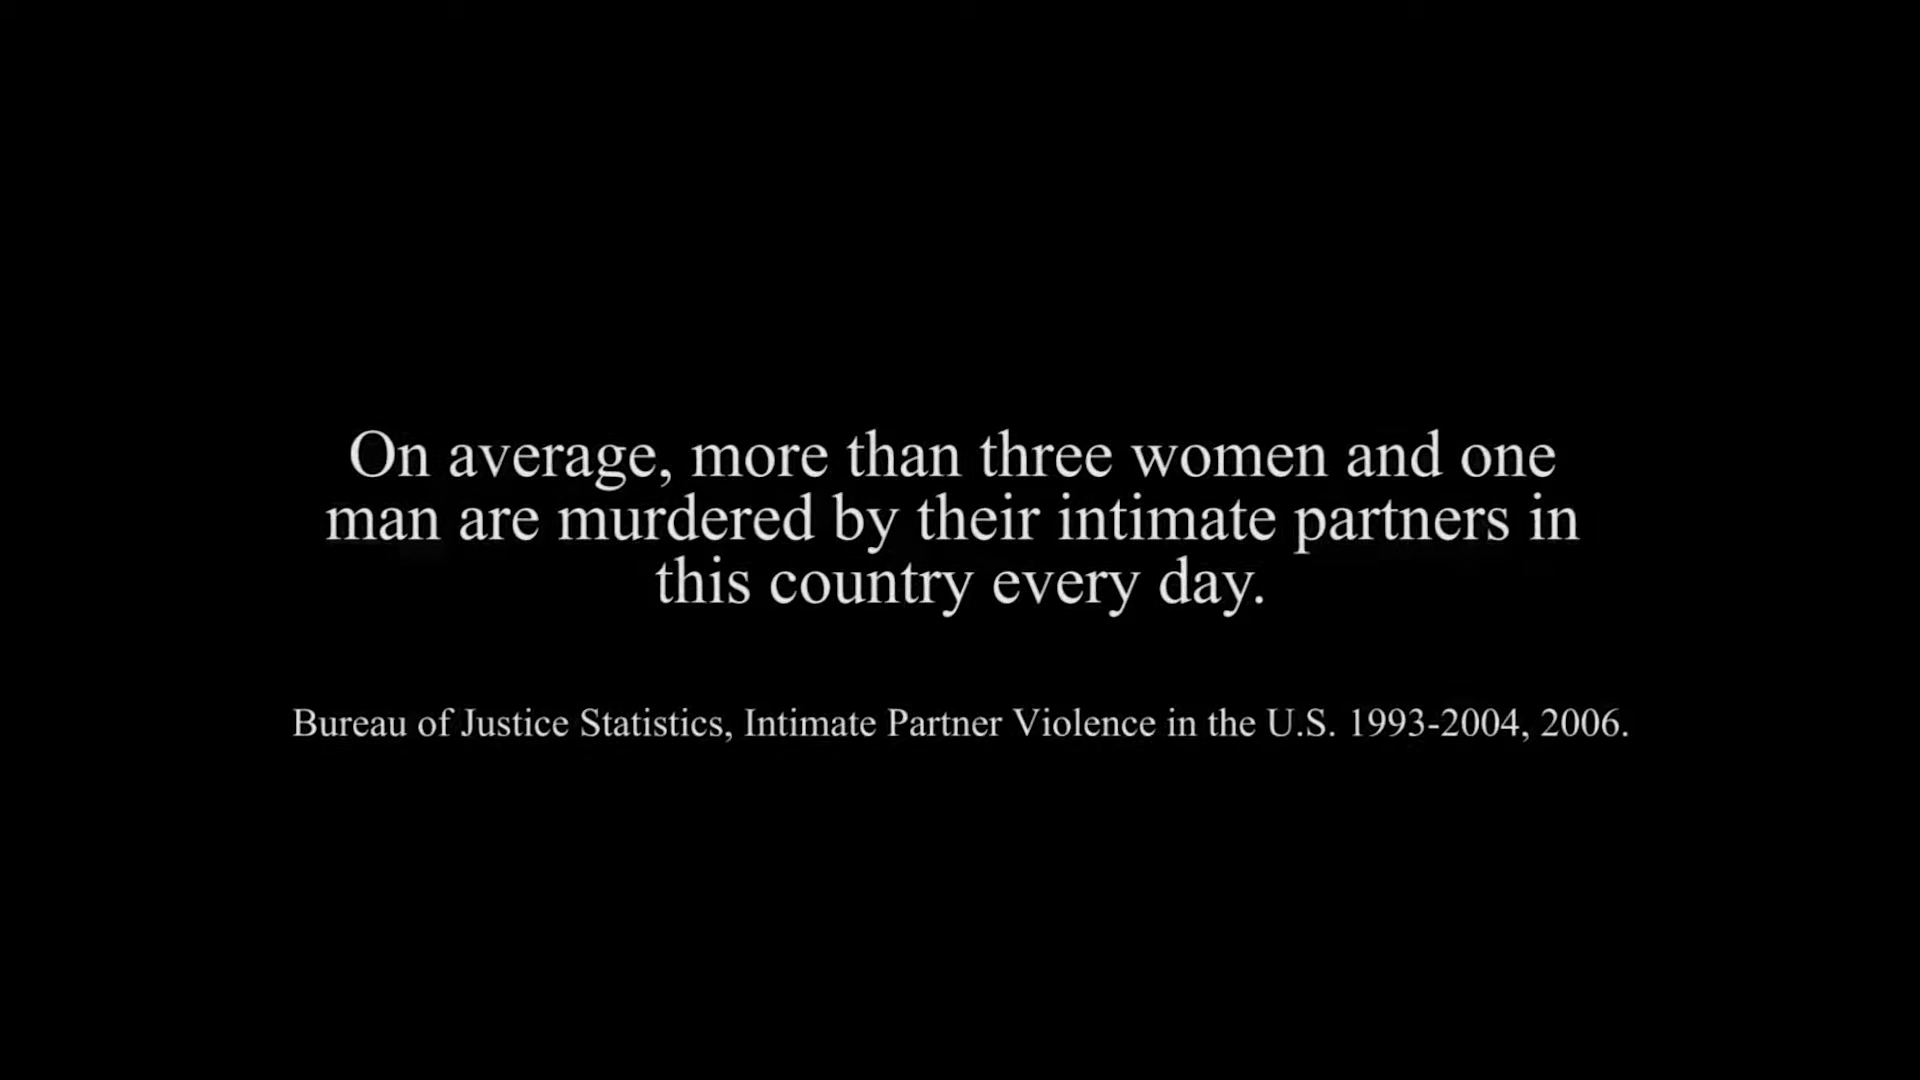 On average, more than three women and one
man are murdered by their intimate partners in
this country every day.
Bureau of Justice Statistics, Intimate Partner Violence in the U.S. 1993-2004, 2006.